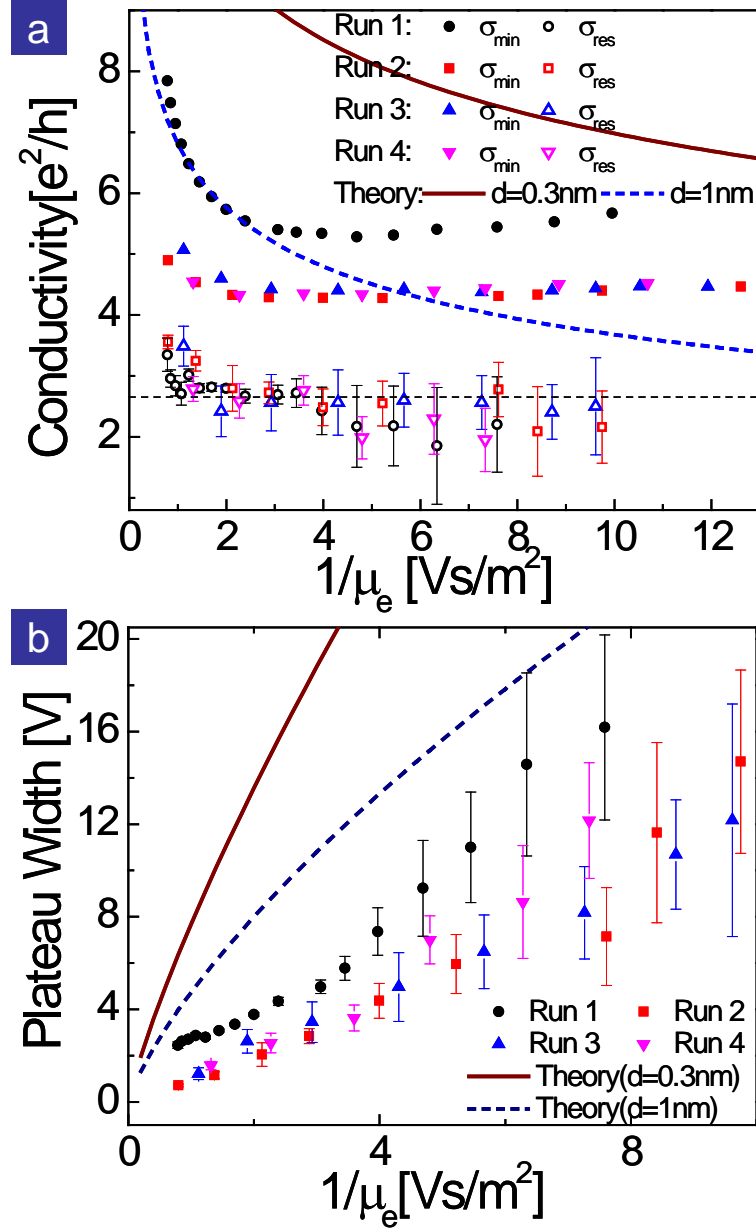 a
Run 1: σmin σres
Run 2: σmin σres
Run 3: σmin σres
Run 4: σmin σres
Theory: d=0.3nm d=1nm
Conductivity[e²/h]
8
6
4
2
0 2 4 6 8 10 12
1/μe [Vs/m²]
b
Plateau Width [V]
20
16
12
8
4
0
Run 1 Run 2
Run 3 Run 4
Theory(d=0.3nm)
Theory(d=1nm)
0 4 8
1/μe[Vs/m²]